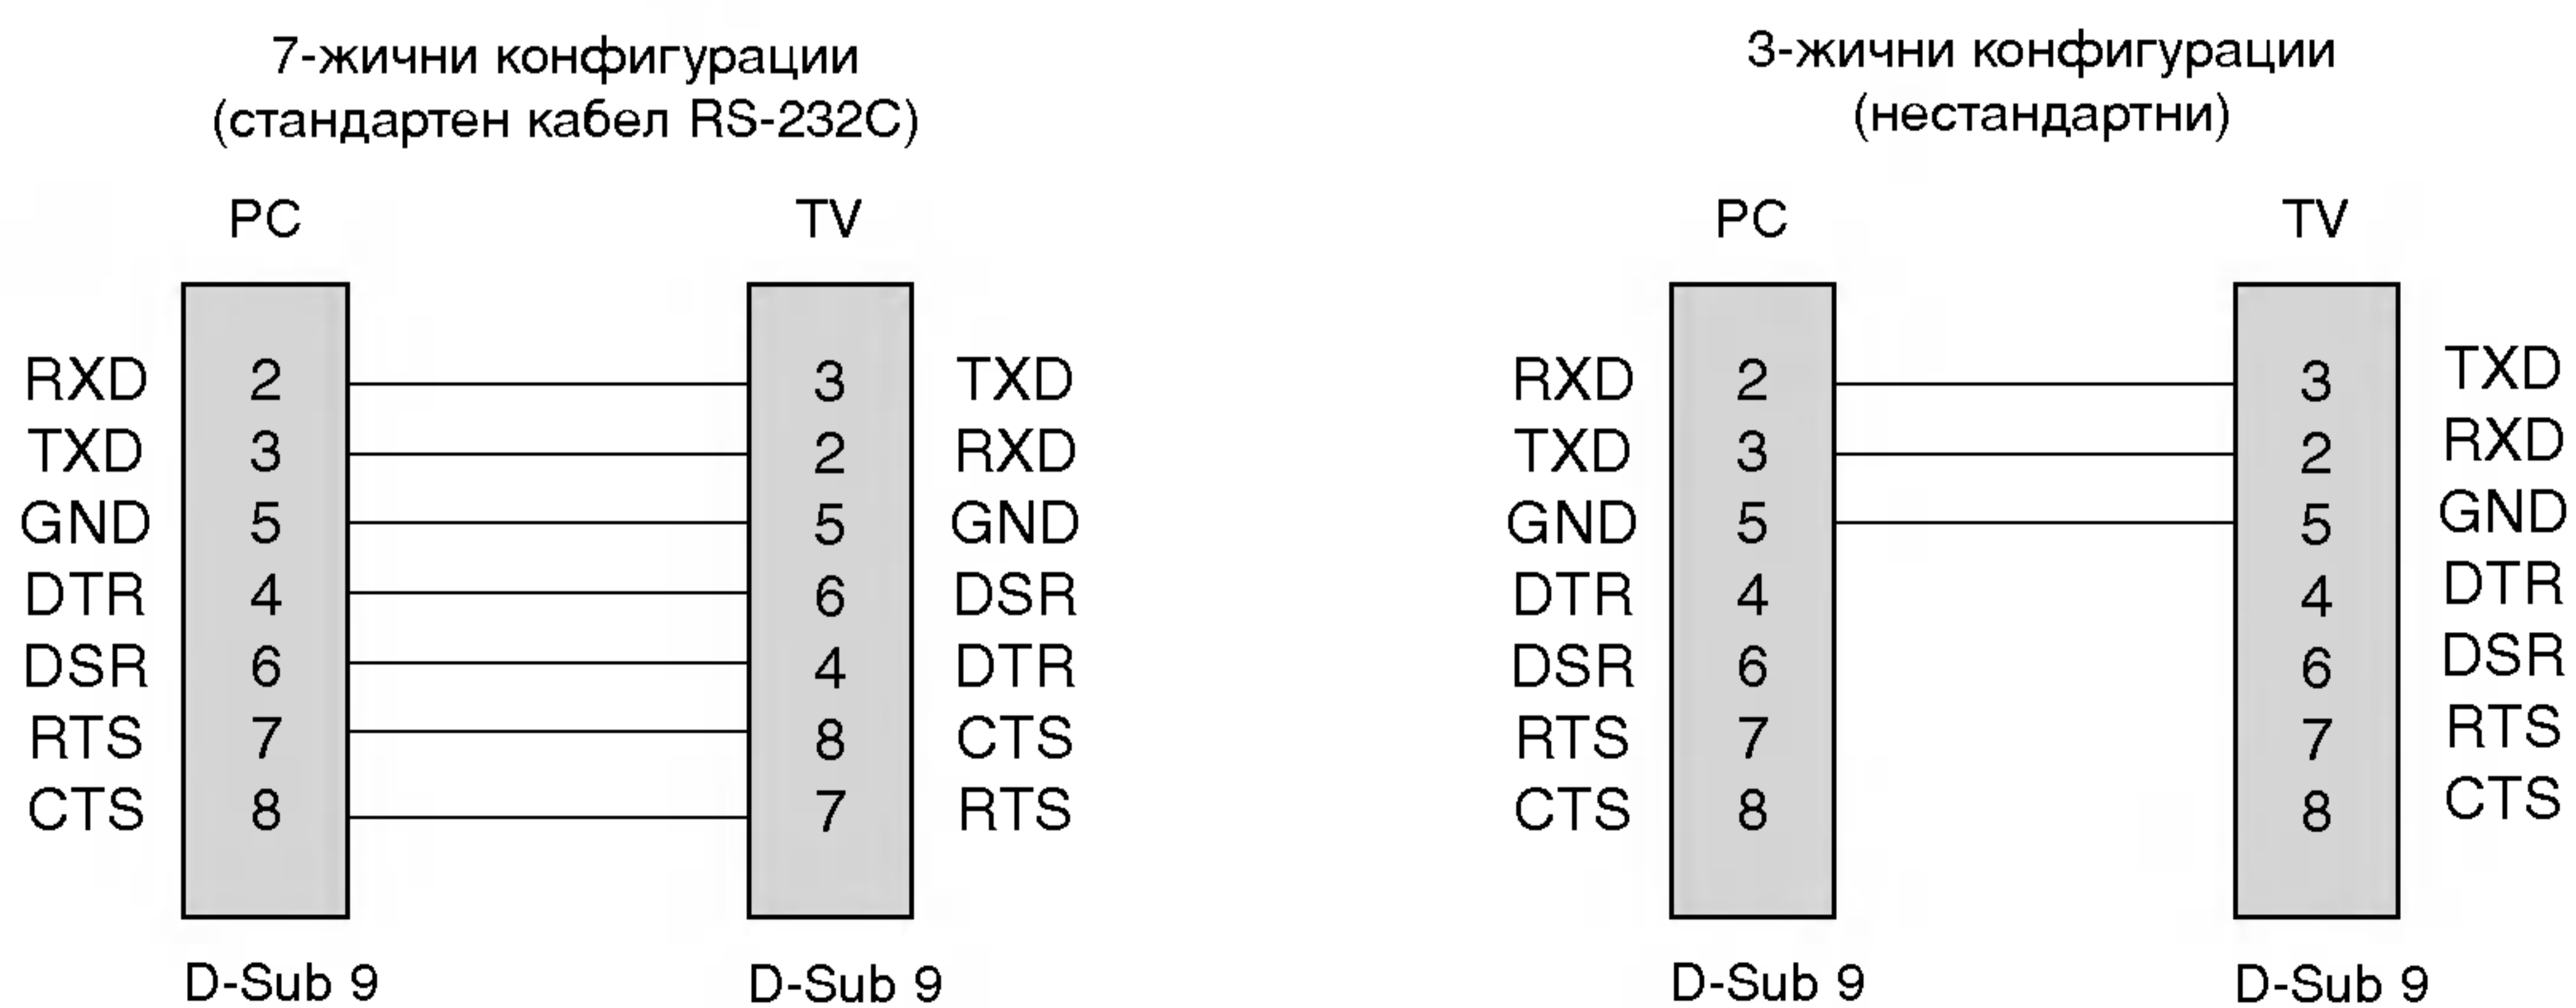 7-жични конфигурации
(стандартен кабел RS-232C)
PC TV
RXD 2 3 TXD
TXD 3 2 RXD
GND 5 5 GND
DTR 4 6 DSR
DSR 6 4 DTR
RTS 7 8 CTS
CTS 8 7 RTS
D-Sub 9 D-Sub 9
3-жични конфигурации
(нестандартни)
PC TV
RXD 2 3 TXD
TXD 3 2 RXD
GND 5 5 GND
DTR 4 4 DTR
DSR 6 6 DSR
RTS 7 7 RTS
CTS 8 8 CTS
D-Sub 9 D-Sub 9